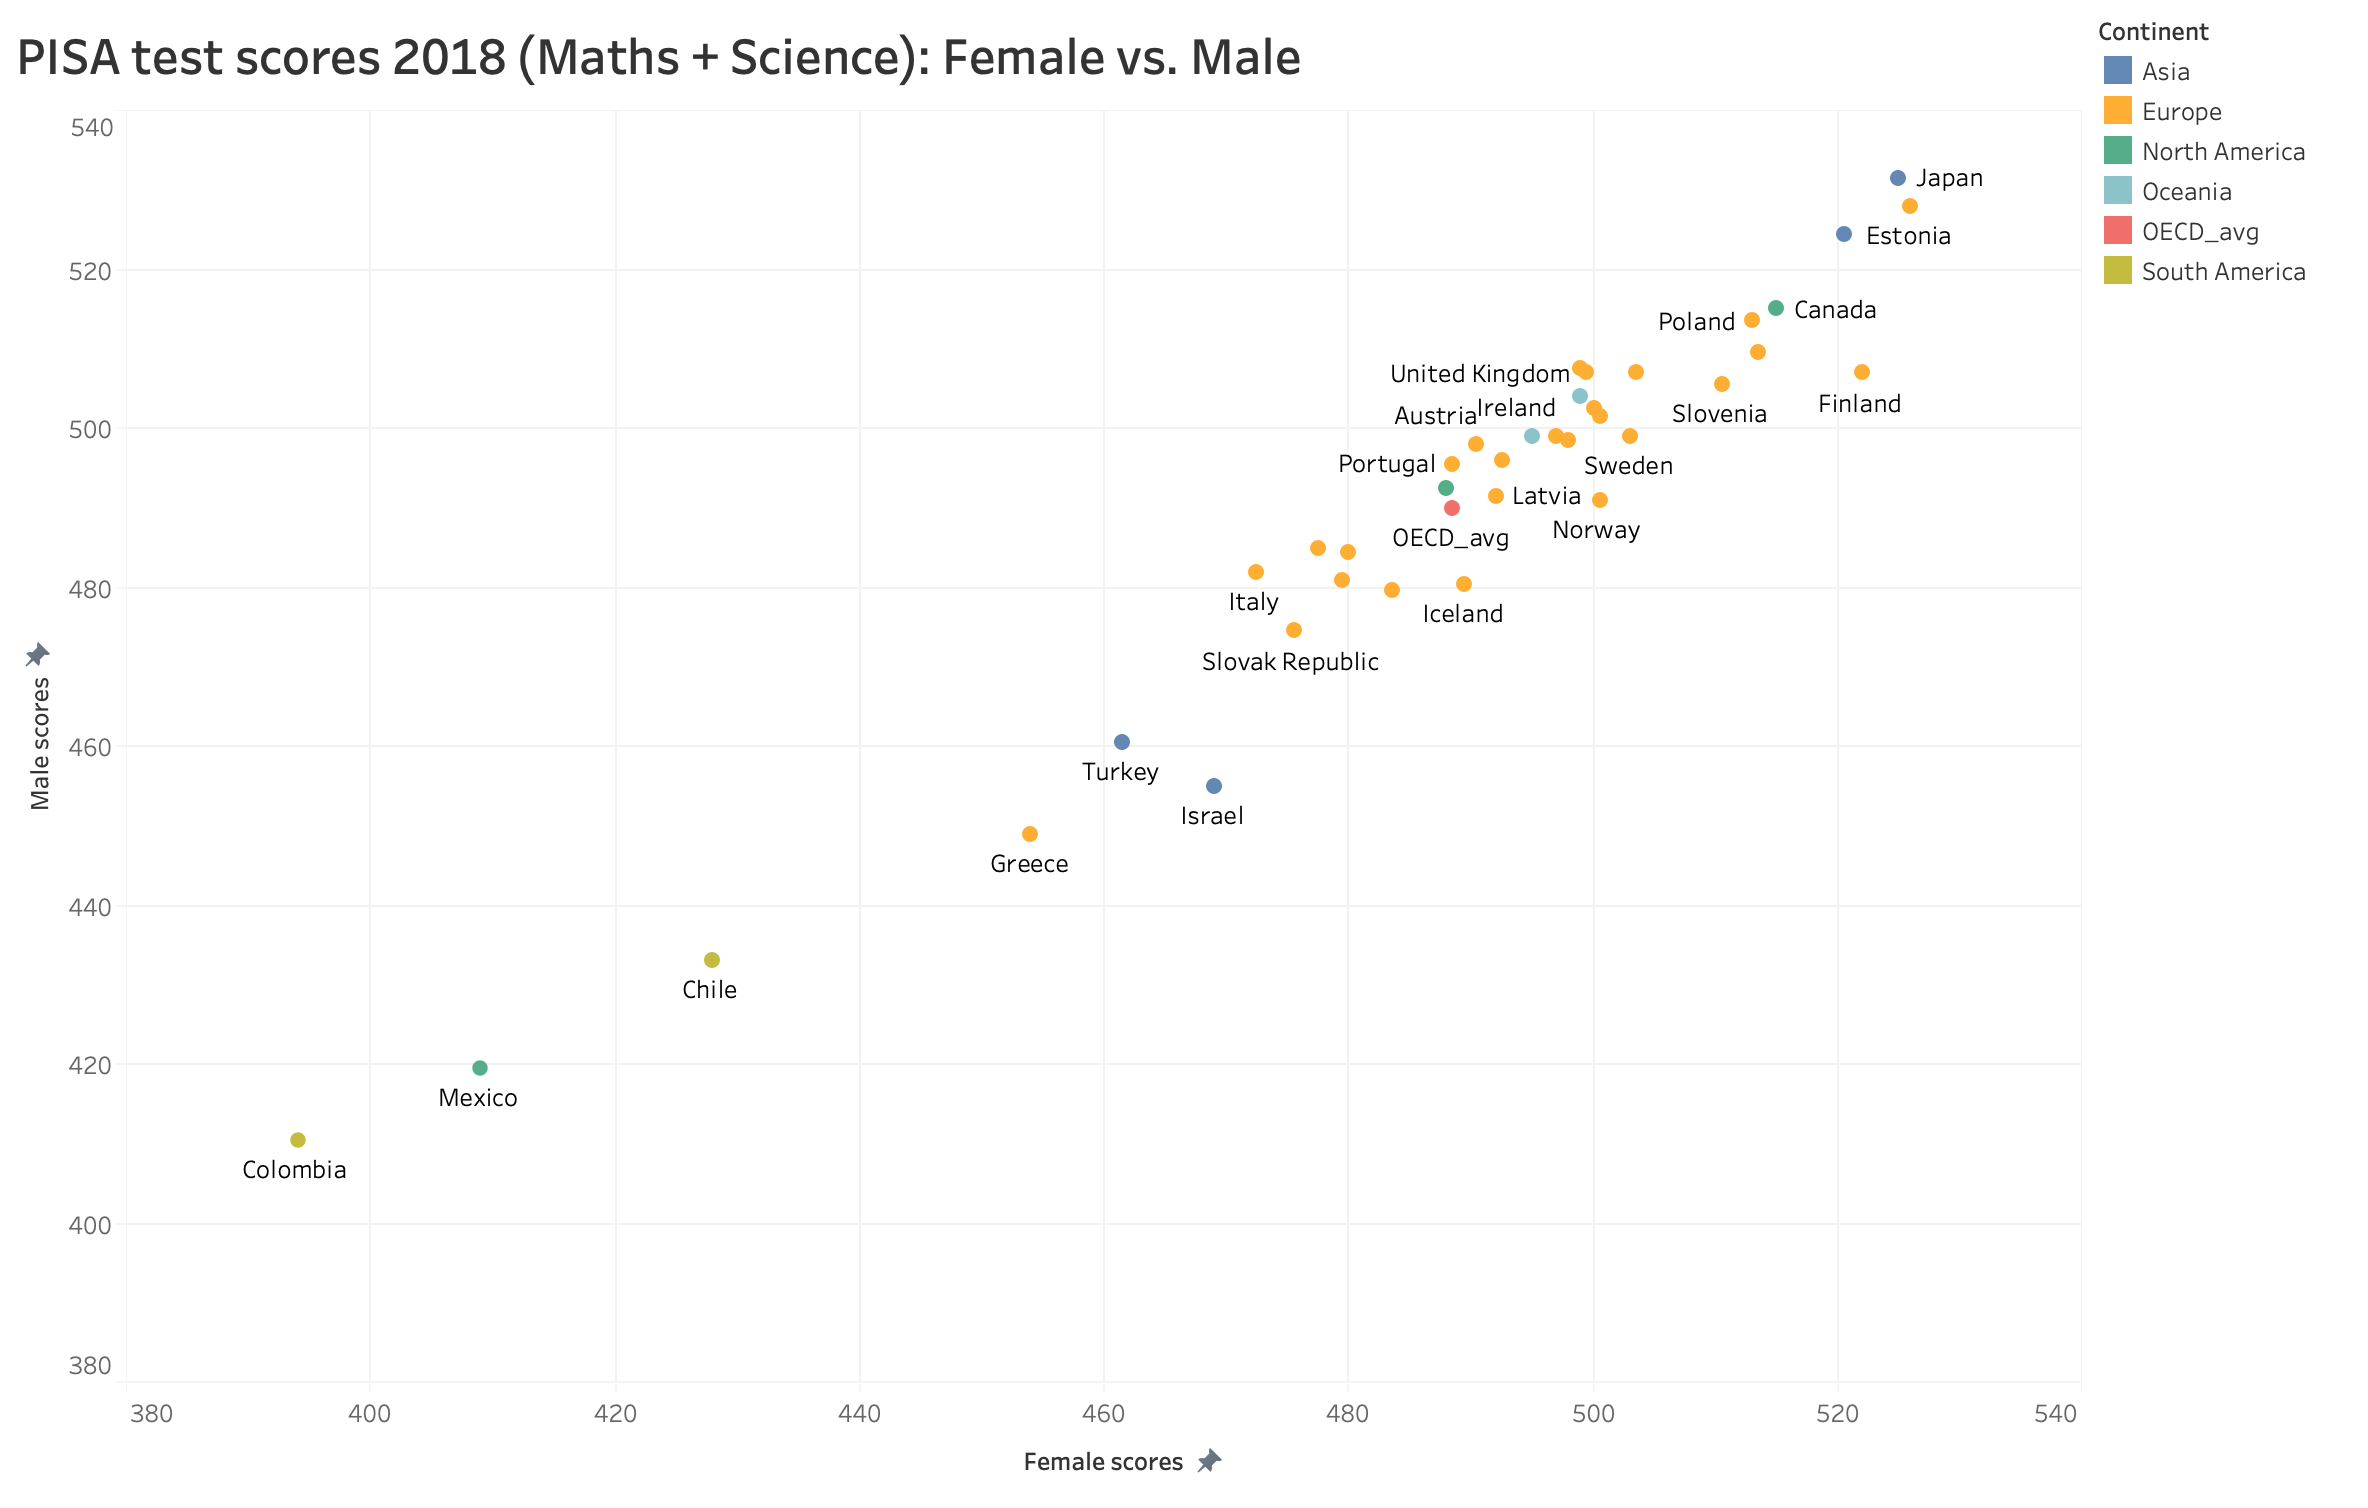 PISA test scores 2018 (Maths + Science): Female vs. Male
Continent
Asia
Europe
North America
Oceania
OECD_avg
South America
540
520
500
480
460
440
420
400
380
Male scores
Japan
Estonia
Canada
Poland
United Kingdom
Finland
Ireland
Austria
Slovenia
Portugal
Sweden
Latvia
Norway
OECD_avg
Italy
Iceland
Slovak Republic
Turkey
Israel
Greece
Chile
Mexico
Colombia
380
400
420
440
460
480
500
520
540
Female scores